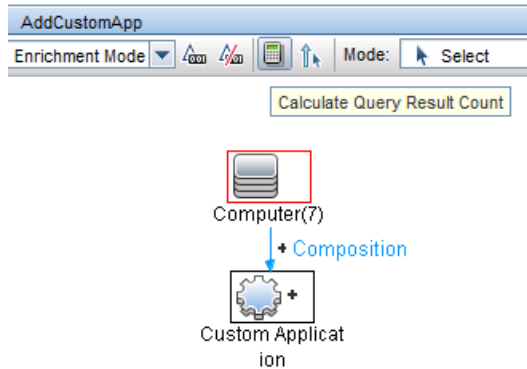 AddCustomApp
Enrichment Mode Mode: Select
Calculate Query Result Count
Computer(7)
+ Composition
+
Custom Applicat
ion